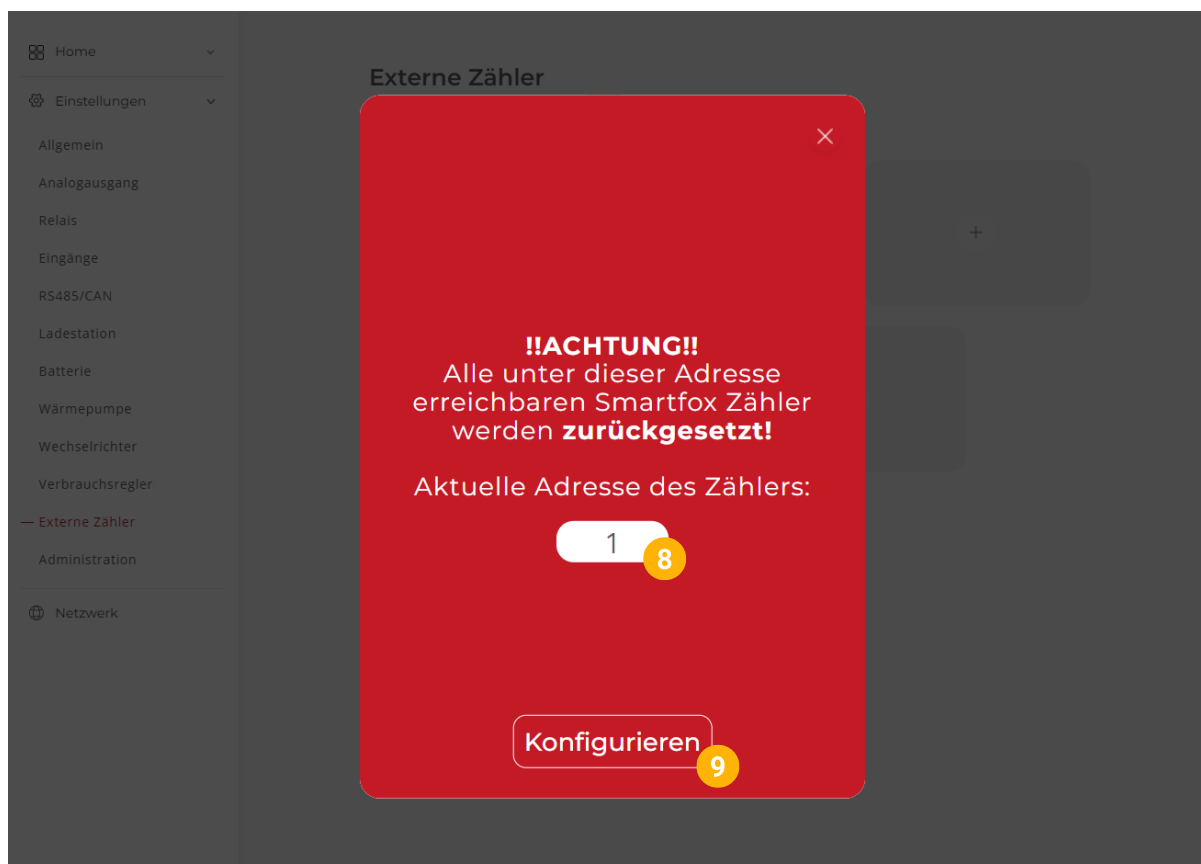 Home
Einstellungen
Allgemein
Analogausgang
Relais
Eingänge
RS485/CAN
Ladestation
Batterie
Wärmepumpe
Wechselrichter
Verbrauchsregler
Externe Zähler
Administration
Netzwerk
Externe Zähler
!!ACHTUNG!!
Alle unter dieser Adresse
erreichbaren Smartfox Zähler
werden zurückgesetzt!
Aktuelle Adresse des Zählers:
1
8
Konfigurieren
9